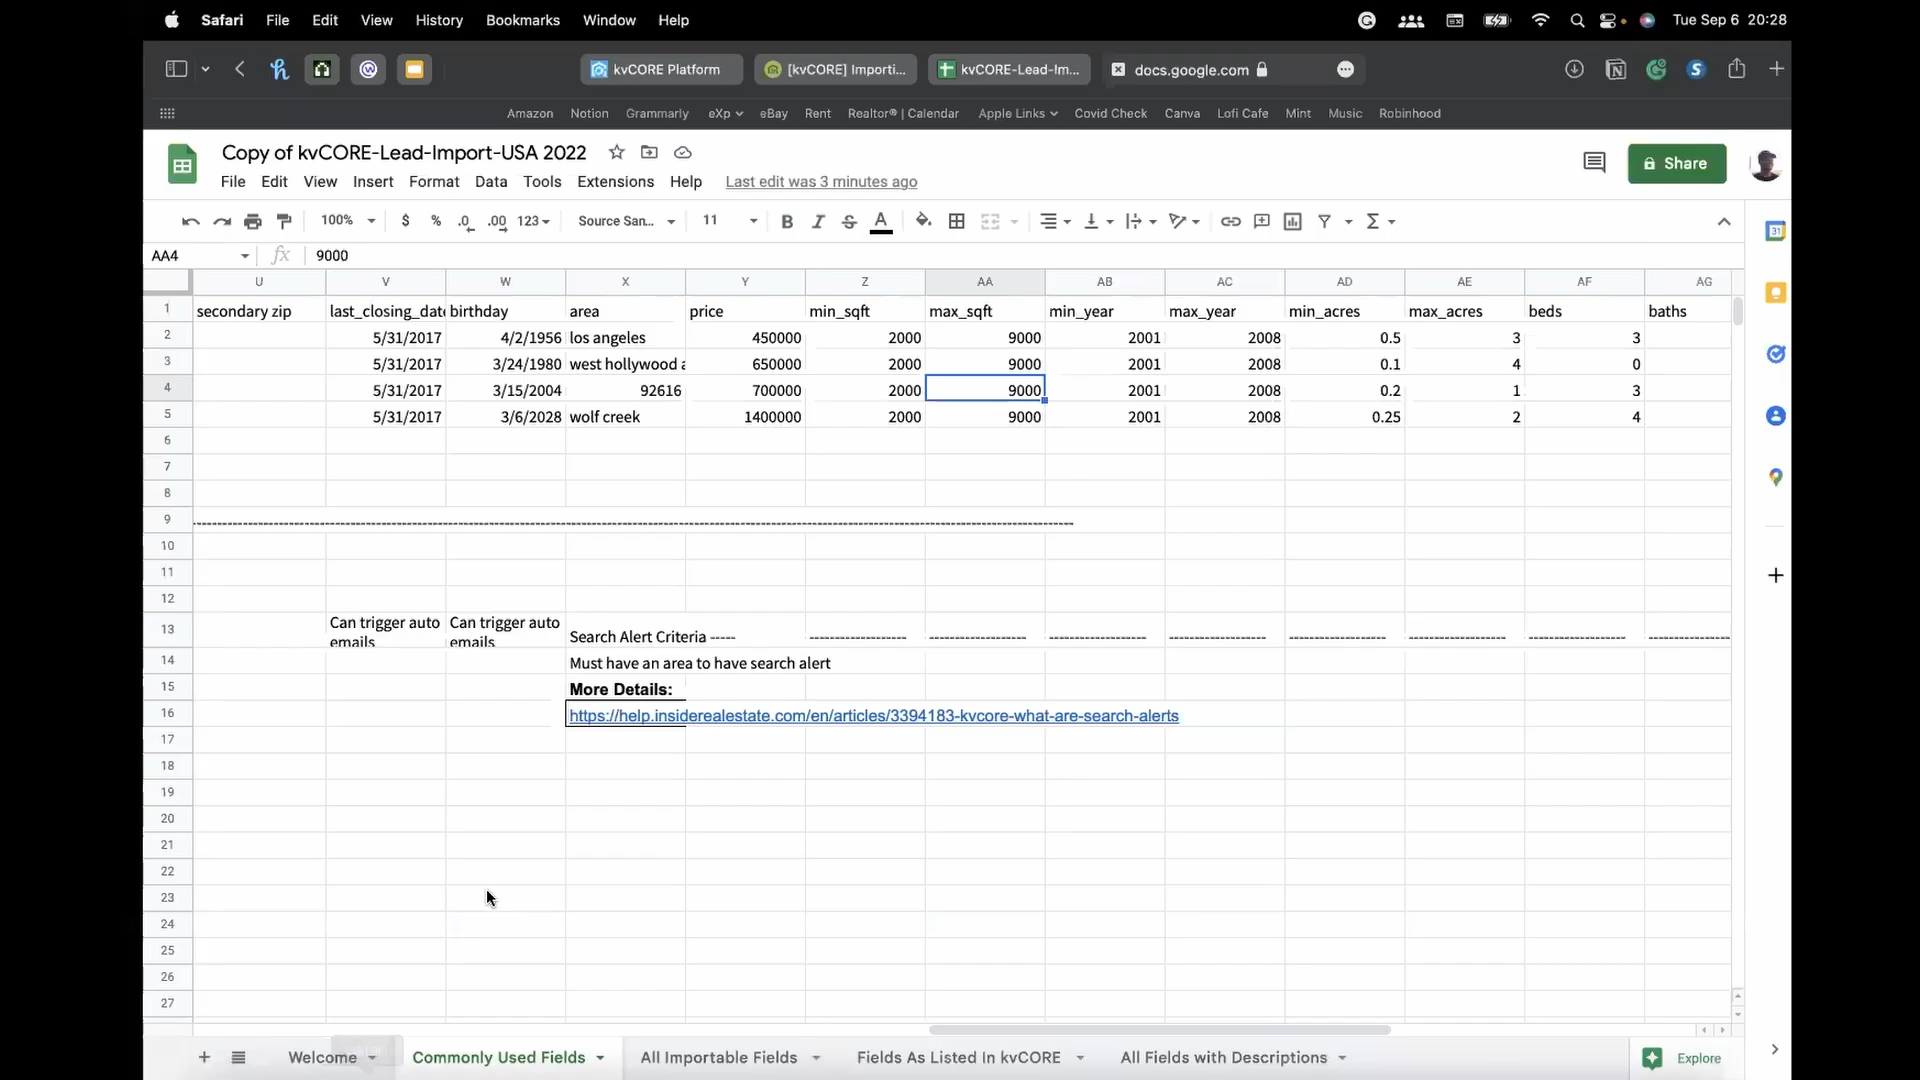 Safari File Edit View History Bookmarks Window Help Tue Sep 6 20:28
kvCORE Platform [kvCORE] Importi... kvCORE-Lead-Im... docs.google.com
Amazon Notion Grammarly eXp eBay Rent Realtor® | Calendar Apple Links Covid Check Canva Lofi Cafe Mint Music Robinhood
Copy of kvCORE-Lead-Import-USA 2022
Share
File Edit View Insert Format Data Tools Extensions Help Last edit was 3 minutes ago
100% $ % .0 .00 123 Source San... 11 B I S A
AA4 fx 9000
U V W X Y Z AA AB AC AD AE AF AG
1 secondary zip last_closing_date birthday area price min_sqft max_sqft min_year max_year min_acres max_acres beds baths
2 5/31/2017 4/2/1956 los angeles 450000 2000 9000 2001 2008 0.5 3 3
3 5/31/2017 3/24/1980 west hollywood a 650000 2000 9000 2001 2008 0.1 4 0
4 5/31/2017 3/15/2004 92616 700000 2000 9000 2001 2008 0.2 1 3
5 5/31/2017 3/6/2028 wolf creek 1400000 2000 9000 2001 2008 0.25 2 4
6
7
8
9
10
11
12
13 Can trigger auto emails Can trigger auto emails Search Alert Criteria -----
14 Must have an area to have search alert
15 More Details:
16 https://help.insiderealestate.com/en/articles/3394183-kvcore-what-are-search-alerts
17
18
19
20
21
22
23
24
25
26
27
Welcome Commonly Used Fields All Importable Fields Fields As Listed In kvCORE All Fields with Descriptions Explore